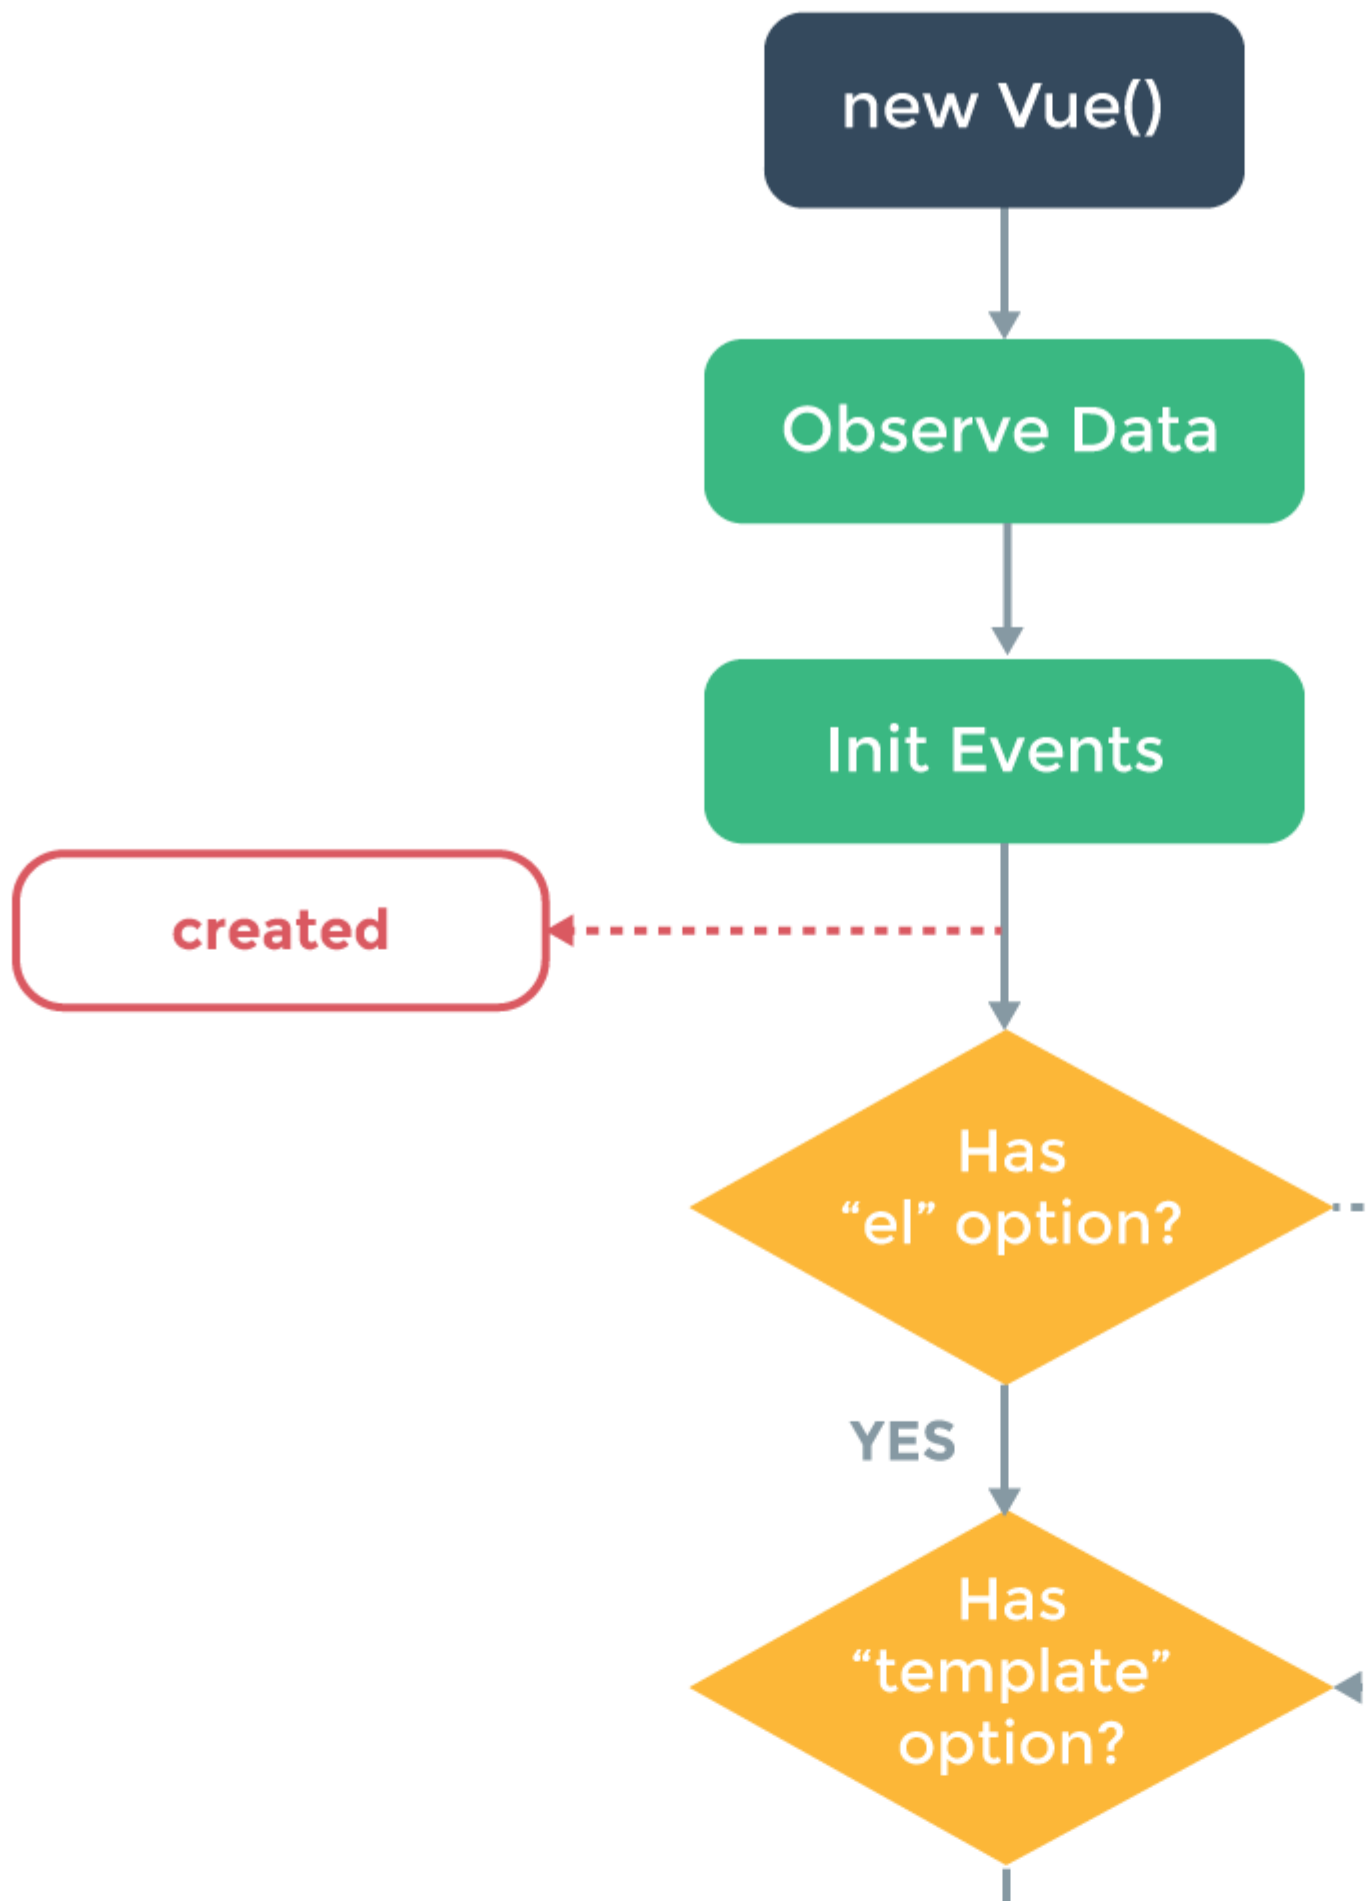 new Vue()
Observe Data
Init Events
created
Has
“el” option?
YES
Has
“template”
option?